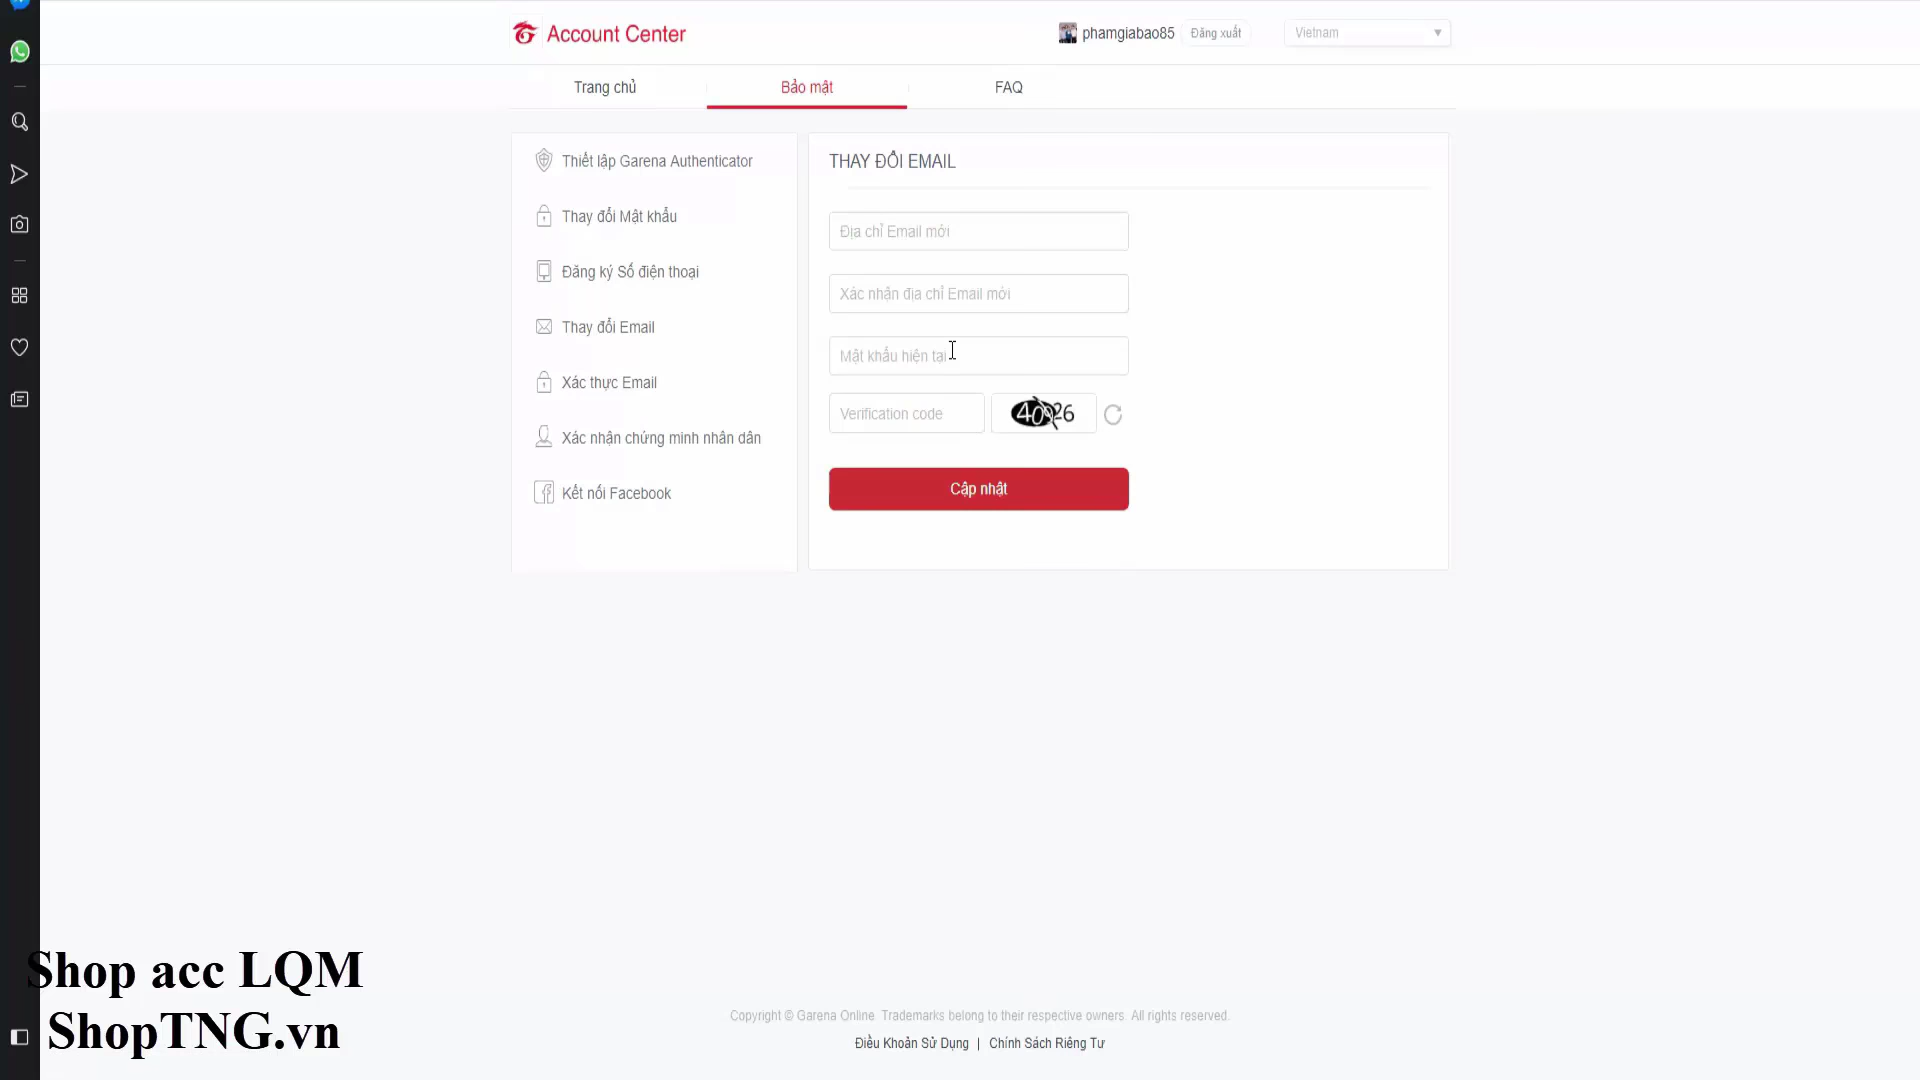 Account Center
phamgiabao85
Đăng xuất
Vietnam
Trang chủ
Bảo mật
FAQ
Thiết lập Garena Authenticator
Thay đổi Mật khẩu
Đăng ký Số điện thoại
Thay đổi Email
Xác thực Email
Xác nhận chứng minh nhân dân
Kết nối Facebook
THAY ĐỔI EMAIL
Địa chỉ Email mới
Xác nhận địa chỉ Email mới
Mật khẩu hiện tại
Verification code
Cập nhật
Shop acc LQM
ShopTNG.vn
Copyright © Garena Online. Trademarks belong to their respective owners. All rights reserved.
Điều Khoản Sử Dụng | Chính Sách Riêng Tư